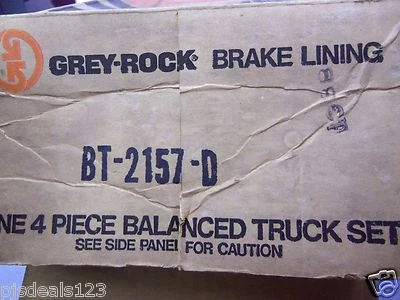 GREY-ROCK® BRAKE LINING
BT-2157-D
NE 4 PIECE BALANCED TRUCK SET
SEE SIDE PANEL FOR CAUTION
pjsdeals123